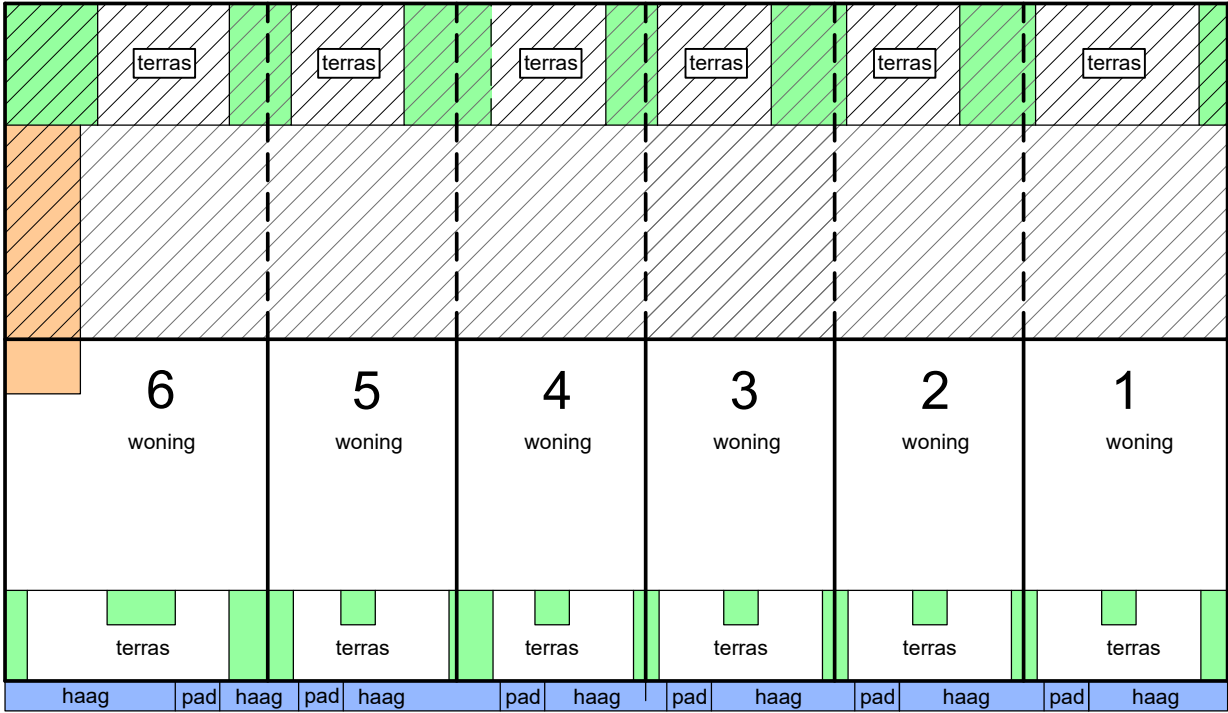 terras terras terras terras terras terras
6 5 4 3 2 1
woning woning woning woning woning woning
terras terras terras terras terras terras
haag pad haag pad haag pad haag pad haag pad haag pad haag